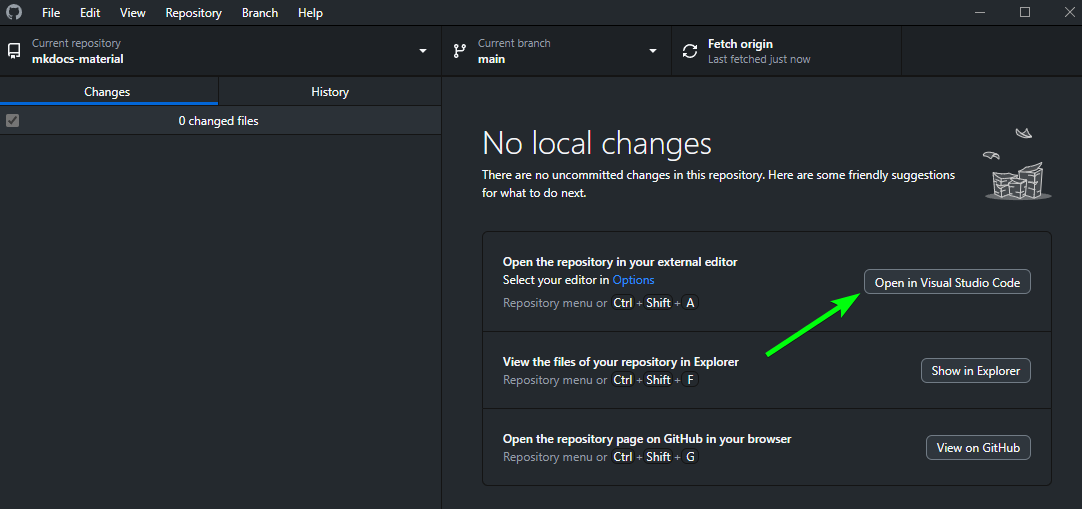 File Edit View Repository Branch Help
Current repository
mkdocs-material
Current branch
main
Fetch origin
Last fetched just now
Changes
History
0 changed files
No local changes
There are no uncommitted changes in this repository. Here are some friendly suggestions
for what to do next.
Open the repository in your external editor
Select your editor in Options
Repository menu or Ctrl + Shift + A
Open in Visual Studio Code
View the files of your repository in Explorer
Repository menu or Ctrl + Shift + F
Show in Explorer
Open the repository page on GitHub in your browser
Repository menu or Ctrl + Shift + G
View on GitHub